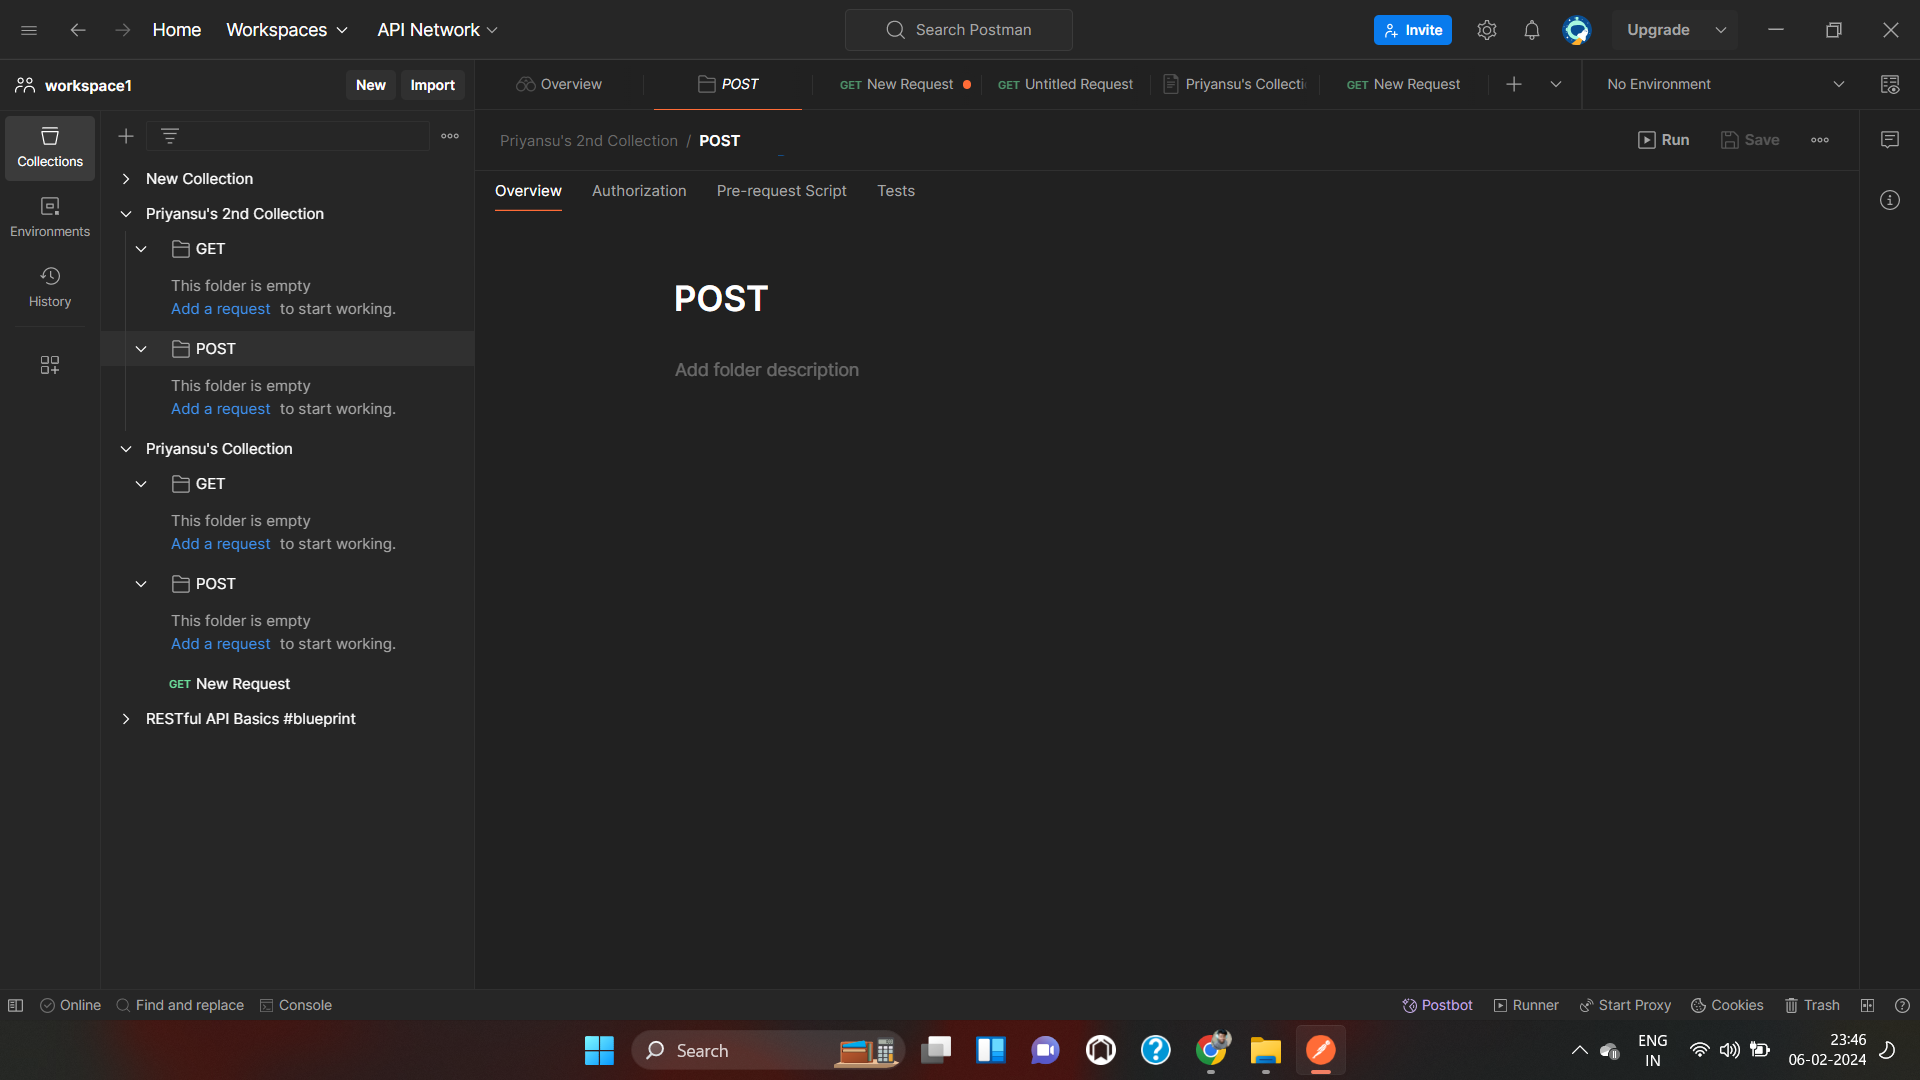 Home
Workspaces
API Network
Search Postman
Invite
Upgrade
workspace1
New
Import
Overview
POST
GET New Request
GET Untitled Request
Priyansu's Collecti
GET New Request
No Environment
Collections
Environments
History
New Collection
Priyansu's 2nd Collection
GET
This folder is empty
Add a request to start working.
POST
This folder is empty
Add a request to start working.
Priyansu's Collection
GET
This folder is empty
Add a request to start working.
POST
This folder is empty
Add a request to start working.
GET New Request
RESTful API Basics #blueprint
Priyansu's 2nd Collection / POST
Run
Save
Overview
Authorization
Pre-request Script
Tests
POST
Add folder description
Online
Find and replace
Console
Postbot
Runner
Start Proxy
Cookies
Trash
Search
ENG
IN
23:46
06-02-2024